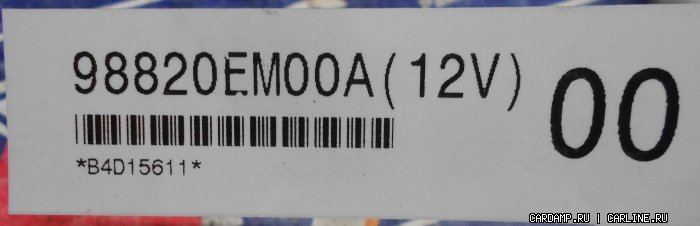 98820EM00A(12V)
00
*B4D15611*
CARDAMP.RU | CARLINE.RU